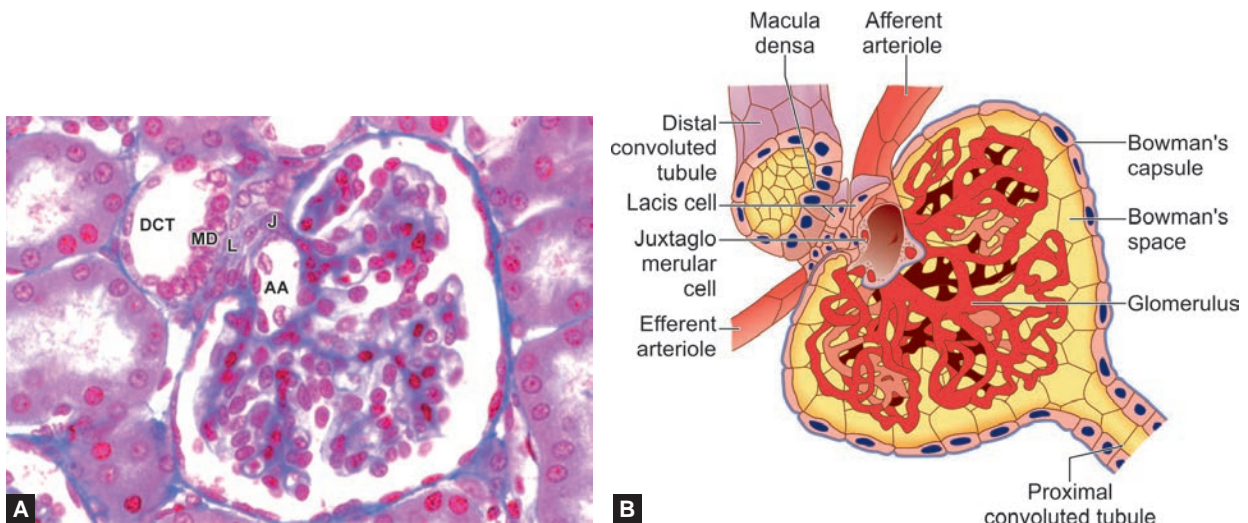 DCT
MD
L
J
AA
A
Macula
densa
Afferent
arteriole
Distal
convoluted
tubule
Lacis cell
Juxtaglo
merular
cell
Efferent
arteriole
Bowman's
capsule
Bowman's
space
Glomerulus
Proximal
convoluted tubule
B